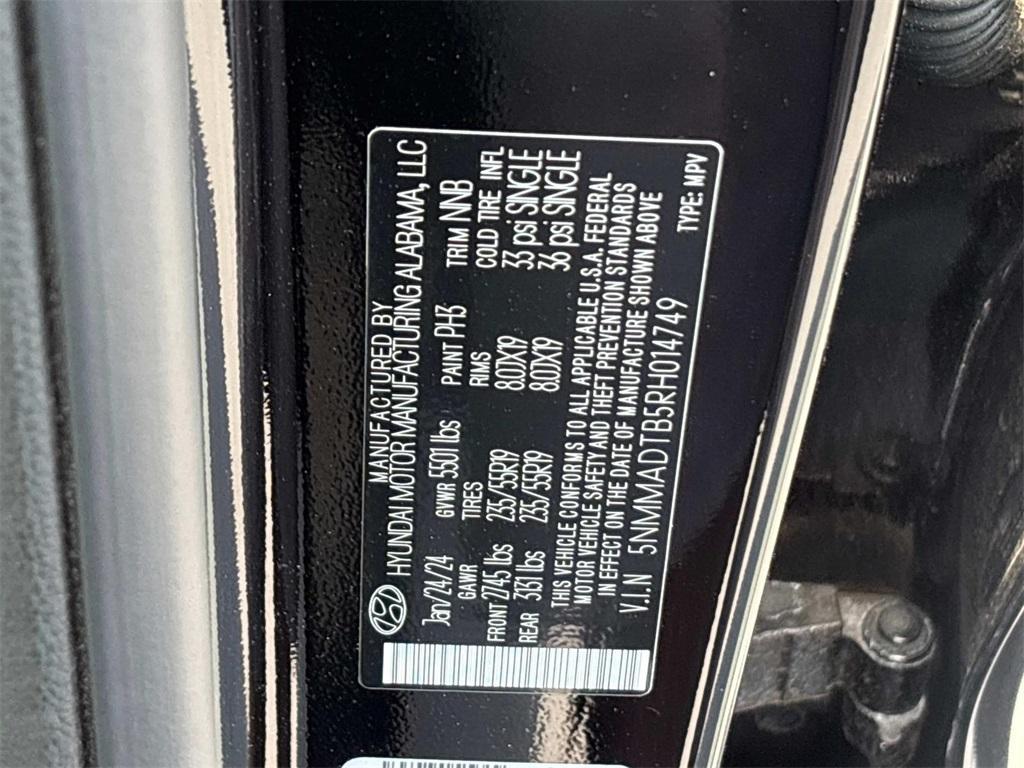 MANUFACTURED BY
HYUNDAI MOTOR MANUFACTURING ALABAMA, LLC
Jan/24/24 GVWR 5501 lbs PAINT PH3 TRIM NNB
GAWR TIRES RIMS COLD TIRE INFL
FRONT 2745 lbs 235/55R19 8.0JX19 33 psi SINGLE
REAR 3131 lbs 235/55R19 8.0JX19 36 psi SINGLE
THIS VEHICLE CONFORMS TO ALL APPLICABLE U.S.A. FEDERAL
MOTOR VEHICLE SAFETY AND THEFT PREVENTION STANDARDS
IN EFFECT ON THE DATE OF MANUFACTURE SHOWN ABOVE
V.I.N 5NMMADTB5RH014749 TYPE: MPV